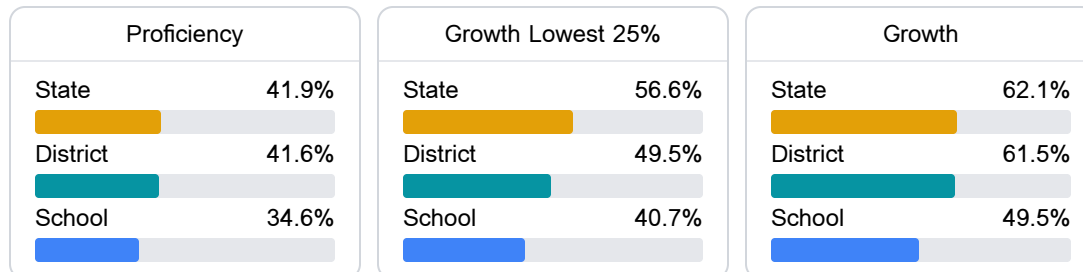 Proficiency
State 41.9%
District 41.6%
School 34.6%
Growth Lowest 25%
State 56.6%
District 49.5%
School 40.7%
Growth
State 62.1%
District 61.5%
School 49.5%